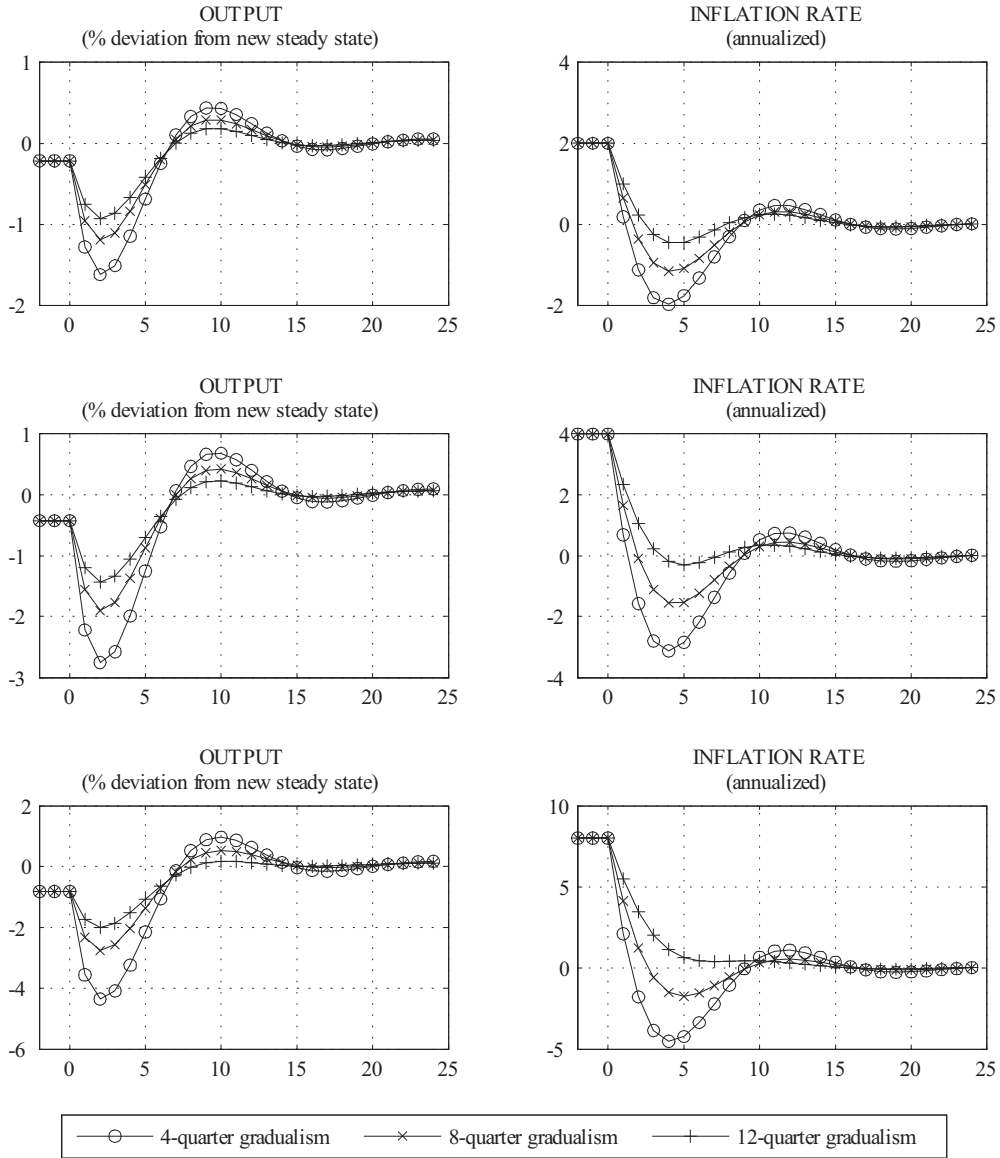 OUTPUT
(% deviation from new steady state)
INFLATION RATE
(annualized)
1
0
-1
-2
0 5 10 15 20 25
4
2
0
-2
0 5 10 15 20 25
OUTPUT
(% deviation from new steady state)
INFLATION RATE
(annualized)
1
0
-1
-2
-3
0 5 10 15 20 25
4
2
0
-2
-4
0 5 10 15 20 25
OUTPUT
(% deviation from new steady state)
INFLATION RATE
(annualized)
2
0
-2
-4
-6
0 5 10 15 20 25
10
5
0
-5
0 5 10 15 20 25
4-quarter gradualism 8-quarter gradualism 12-quarter gradualism